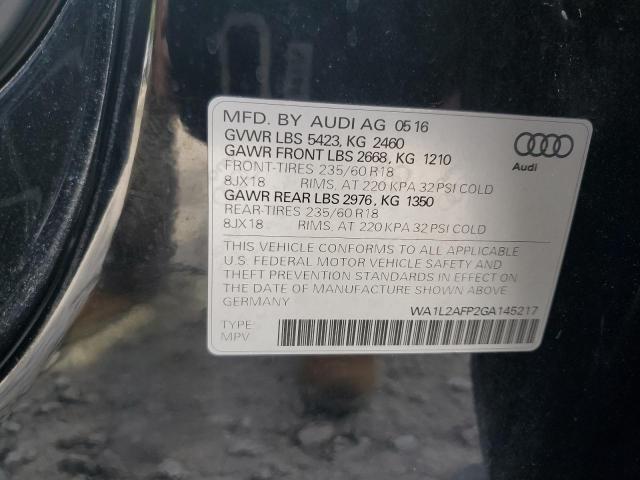 MFD. BY AUDI AG 05 16
GVWR LBS 5423, KG 2460
GAWR FRONT LBS 2668, KG 1210
FRONT-TIRES 235/60 R18
8JX18 RIMS, AT 220 KPA 32 PSI COLD
GAWR REAR LBS 2976, KG 1350
REAR-TIRES 235/60 R18
8JX18 RIMS, AT 220 KPA 32 PSI COLD
THIS VEHICLE CONFORMS TO ALL APPLICABLE
U.S. FEDERAL MOTOR VEHICLE SAFETY AND
THEFT PREVENTION STANDARDS IN EFFECT ON
THE DATE OF MANUFACTURE SHOWN ABOVE.
GERMANY
WA1L2AFP2GA145217
TYPE:
MPV
Audi